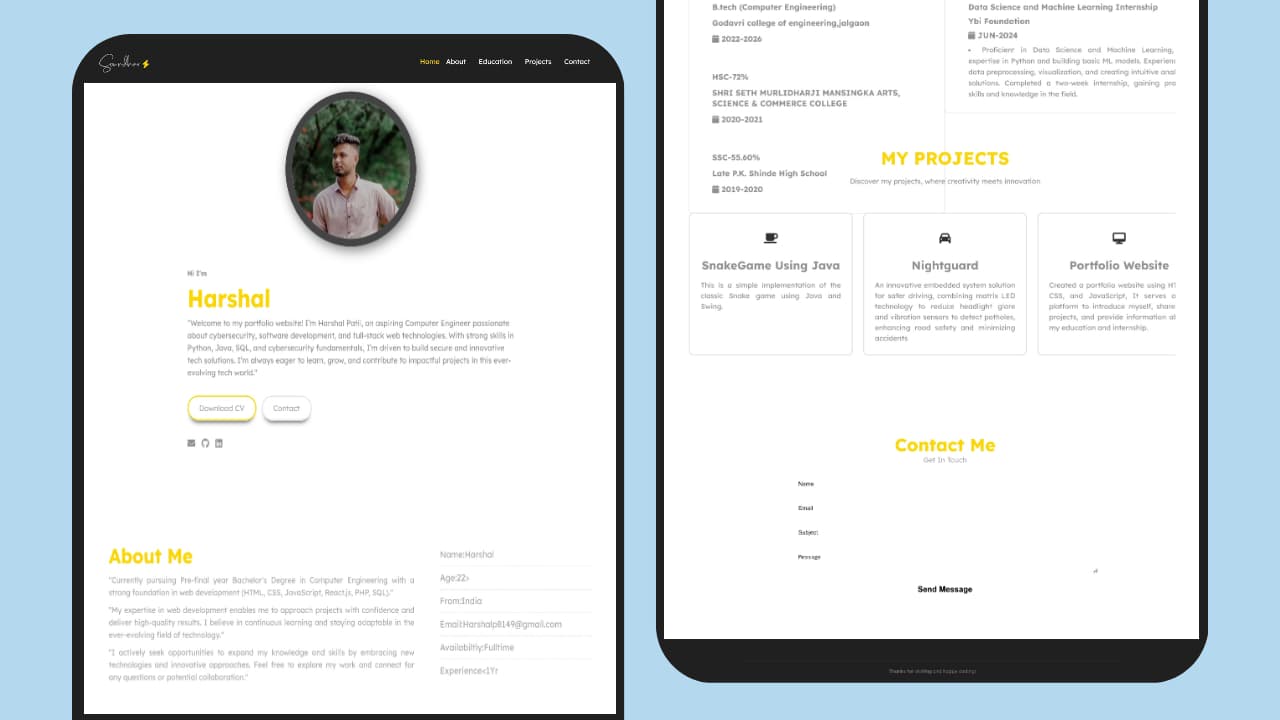 Home About Education Projects Contact
Hi I'm
Harshal
"Welcome to my portfolio website! I'm Harshal Patil, an aspiring Computer Engineer passionate
about cybersecurity, software development, and full-stack web technologies. With strong skills in
Python, Java, SQL, and cybersecurity fundamentals, I'm driven to build secure and innovative
tech solutions. I'm always eager to learn, grow, and contribute to impactful projects in this ever-
evolving tech world."
Download CV
Contact
About Me
"Currently pursuing Pre-final year Bachelor's Degree in Computer Engineering with a
strong foundation in web development (HTML, CSS, JavaScript, React.js, PHP, SQL)."
"My expertise in web development enables me to approach projects with confidence and
deliver high-quality results. I believe in continuous learning and staying adaptable in the
ever-evolving field of technology."
"I actively seek opportunities to expand my knowledge and skills by embracing new
technologies and innovative approaches. Feel free to explore my work and connect for
any questions or potential collaboration."
Name:Harshal
Age:22>
From:India
Email:Harshalp8149@gmail.com
Availability:Fulltime
Experience<1Yr
B.tech (Computer Engineering)
Godavri college of engineering,jalgaon
2022-2026
HSC-72%
SHRI SETH MURLIDHARJI MANSINGKA ARTS,
SCIENCE & COMMERCE COLLEGE
2020-2021
SSC-55.60%
Late P.K. Shinde High School
2019-2020
Data Science and Machine Learning Internship
Ybi Foundation
JUN-2024
• Proficienr in Data Science and Machine Learning,
expertise in Python and building basic ML models. Experienc
data preprocessing, visualization, and creating intuitive anal
solutions. Completed a two-week internship, gaining pra
skills and knowledge in the field.
MY PROJECTS
Discover my projects, where creativity meets innovation
SnakeGame Using Java
This is a simple implementation of the
classic Snake game using Java and
Swing.
Nightguard
An innovative embedded system solution
for safer driving, combining matrix LED
technology to reduce headlight glare
and vibration sensors to detect potholes,
enhancing road safety and minimizing
accidents
Portfolio Website
Created a portfolio website using HT
CSS, and JavaScript, It serves a
platform to introduce myself, share
projects, and provide information al
my education and internship.
Contact Me
Get In Touch
Name
Email
Subject
Message
Send Message
Thanks for visiting and happy coding!